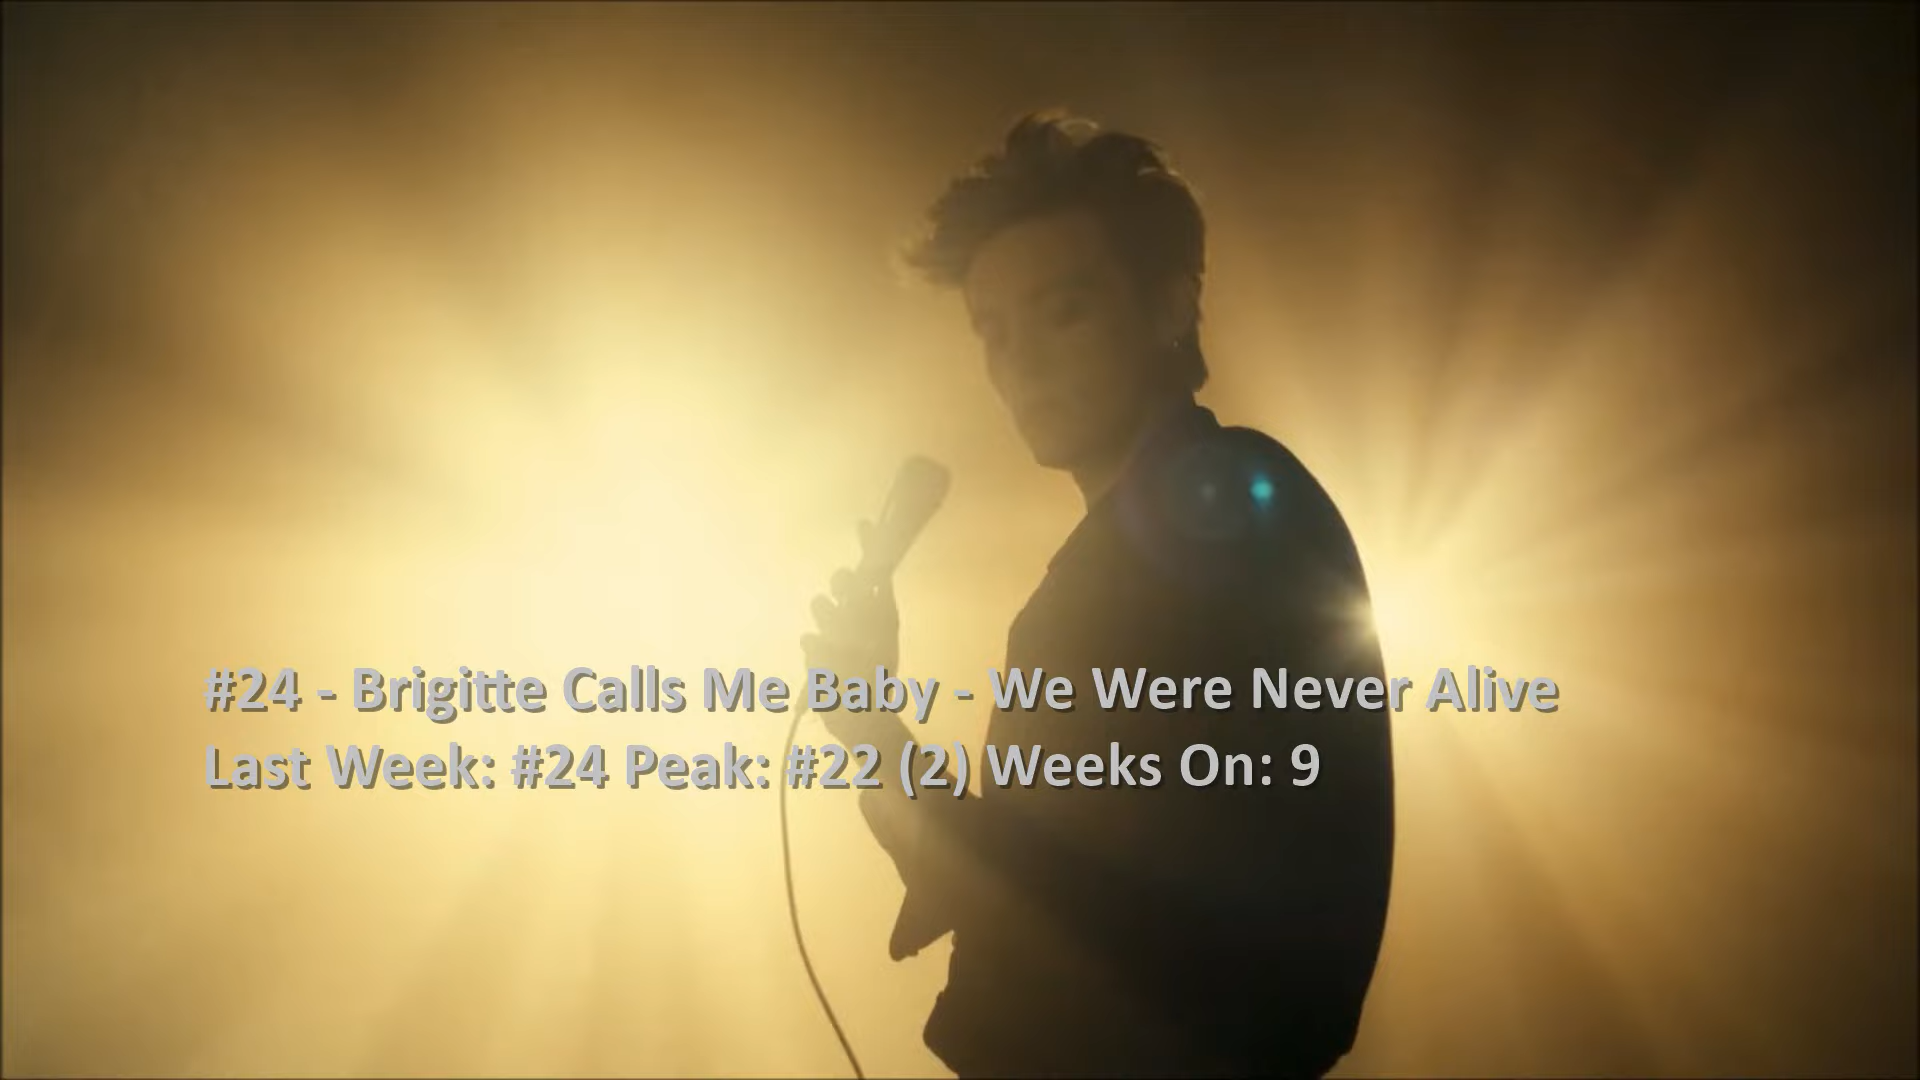 #24 - Brigitte Calls Me Baby - We Were Never Alive
Last Week: #24 Peak: #22 (2) Weeks On: 9